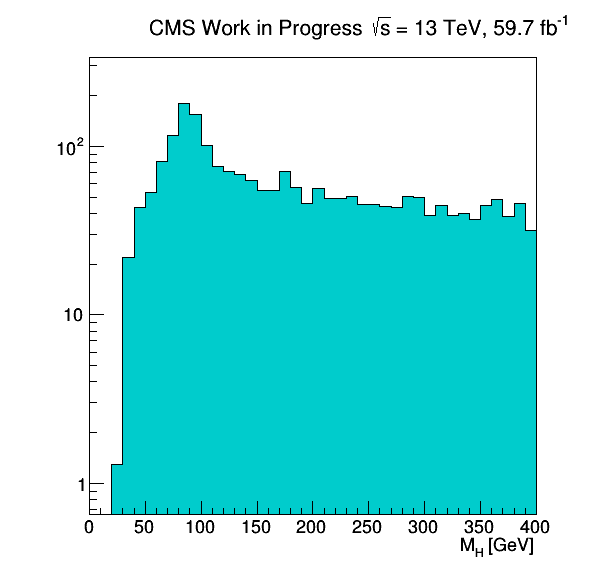 CMS Work in Progress √s = 13 TeV, 59.7 fb⁻¹
10²
10
1
0 50 100 150 200 250 300 350 400
M_H [GeV]